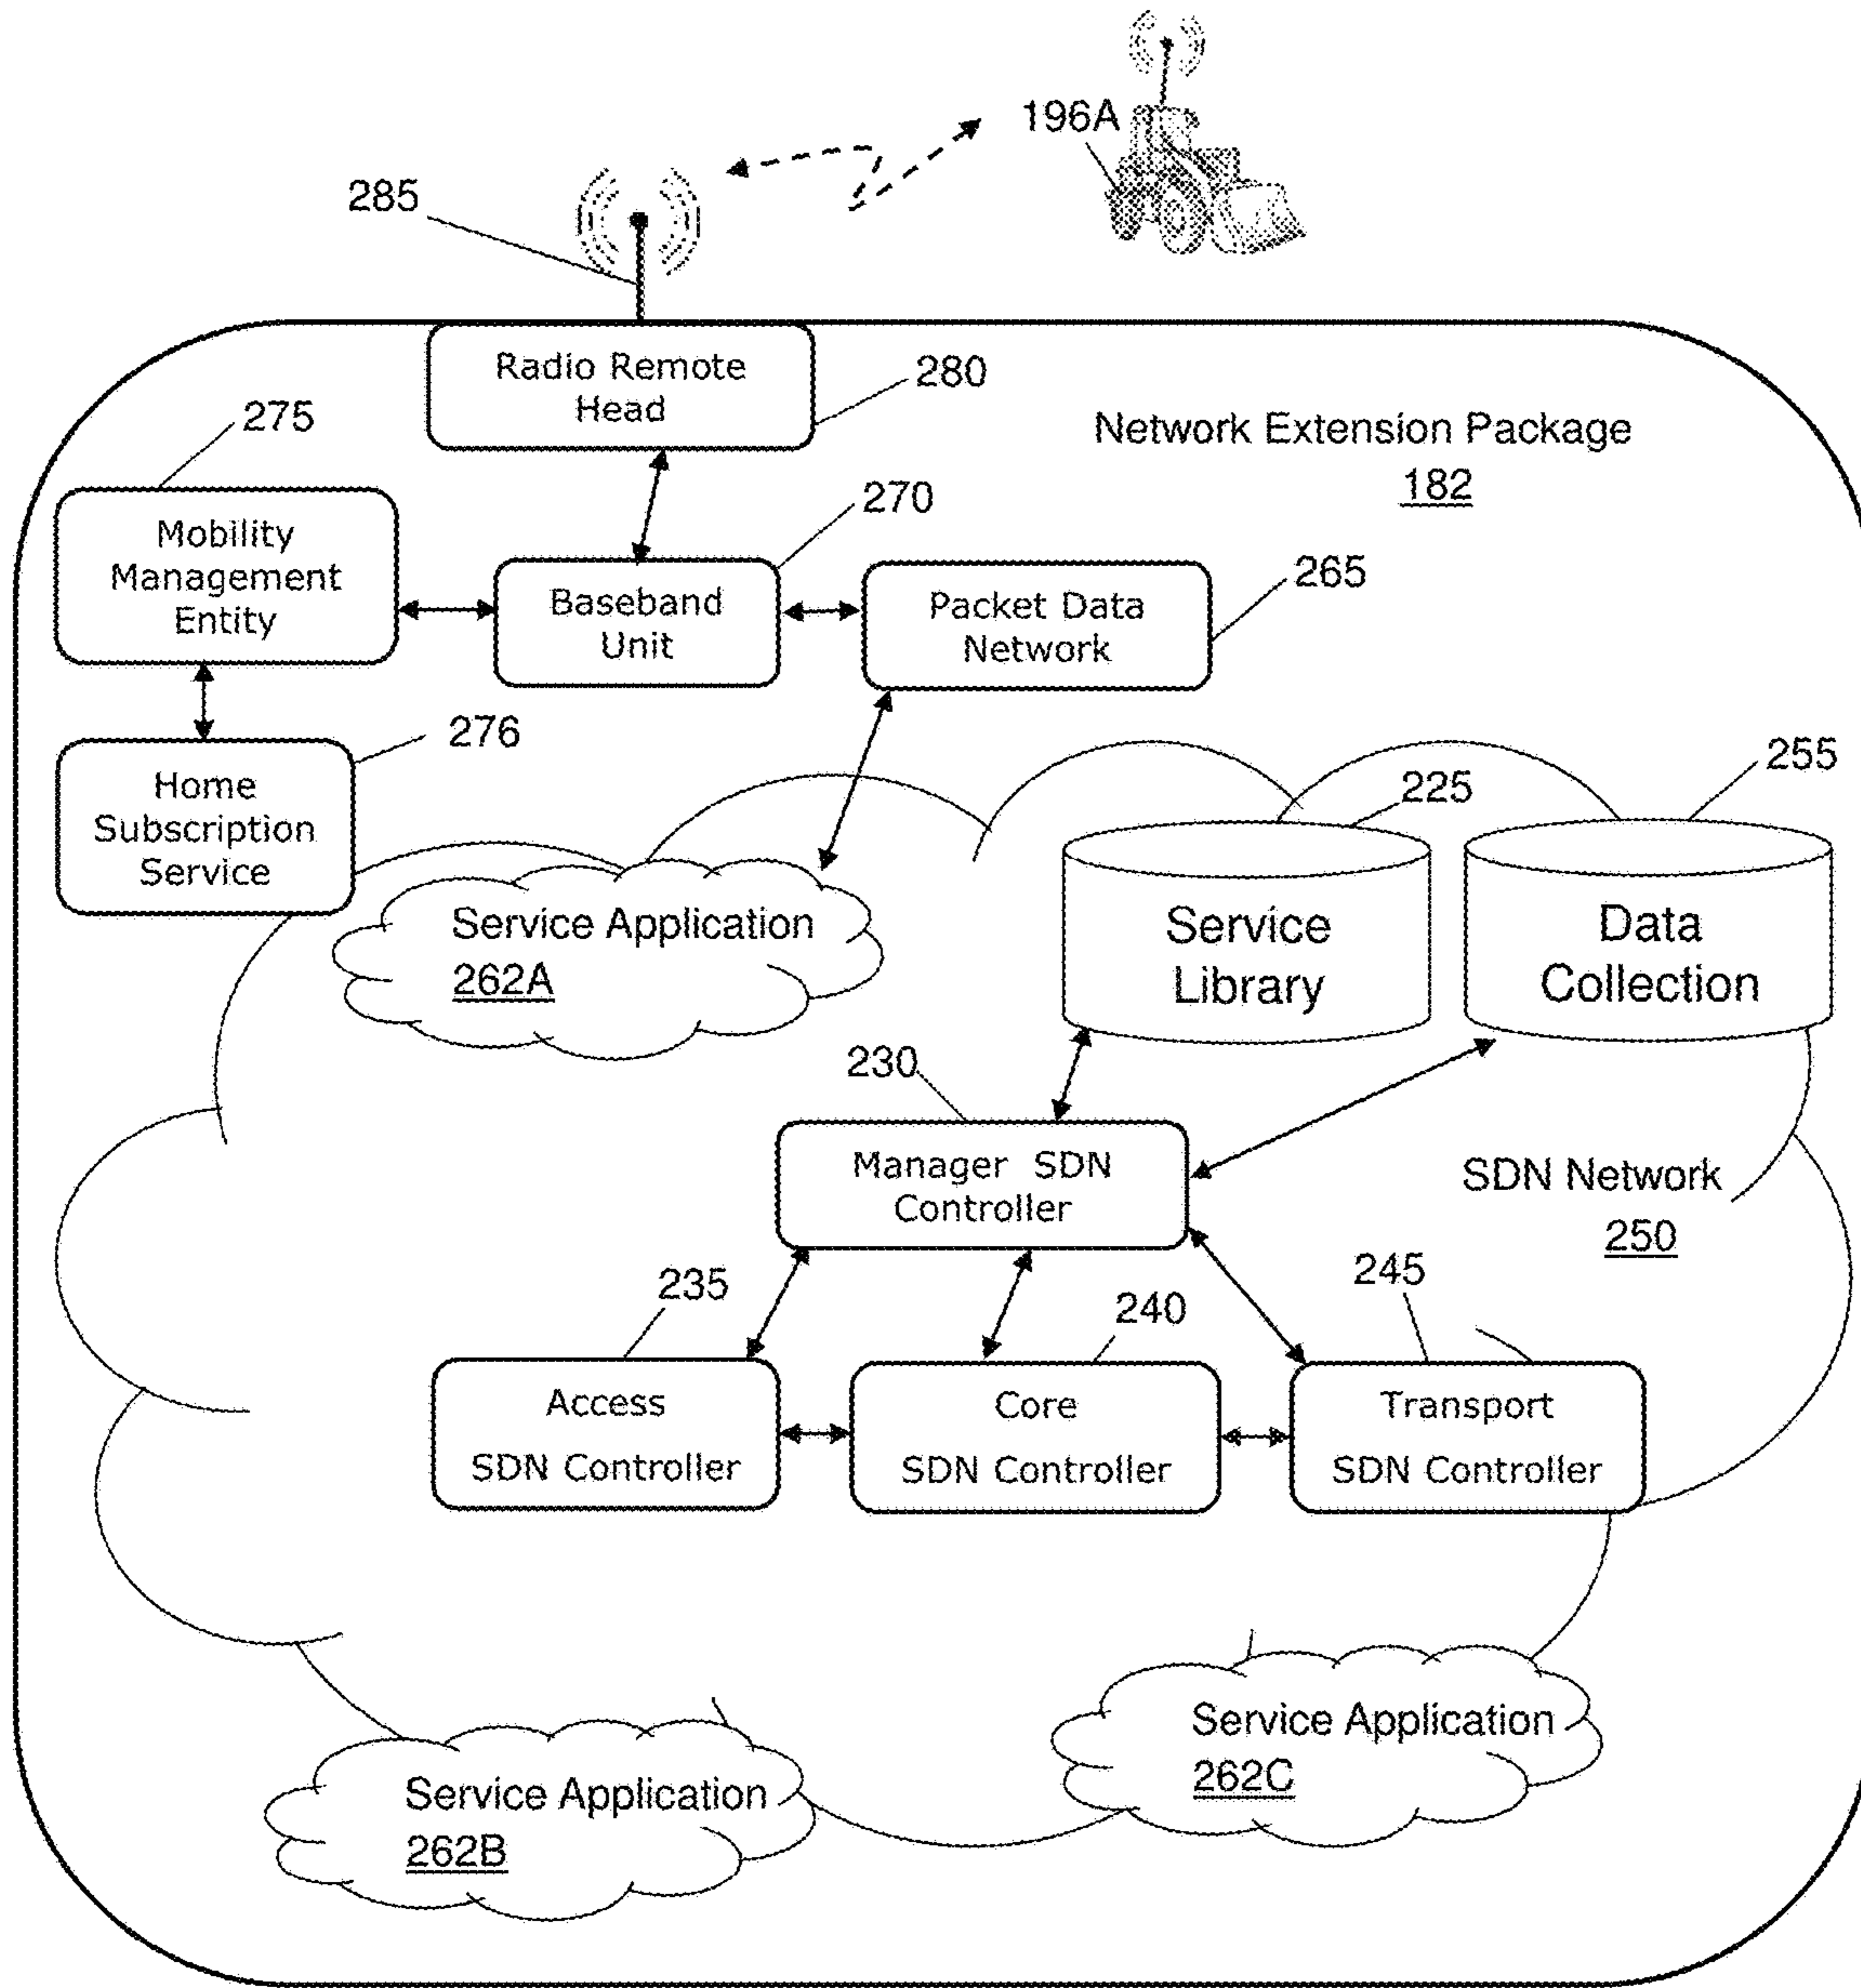 196A
285
Radio Remote
Head
280
Network Extension Package
182
275
Mobility
Management
Entity
270
Baseband
Unit
Packet Data
Network
265
276
Home
Subscription
Service
255
225
Service Application
262A
Service
Library
Data
Collection
230
Manager SDN
Controller
SDN Network
250
235
240
245
Access
SDN Controller
Core
SDN Controller
Transport
SDN Controller
Service Application
262C
Service Application
262B